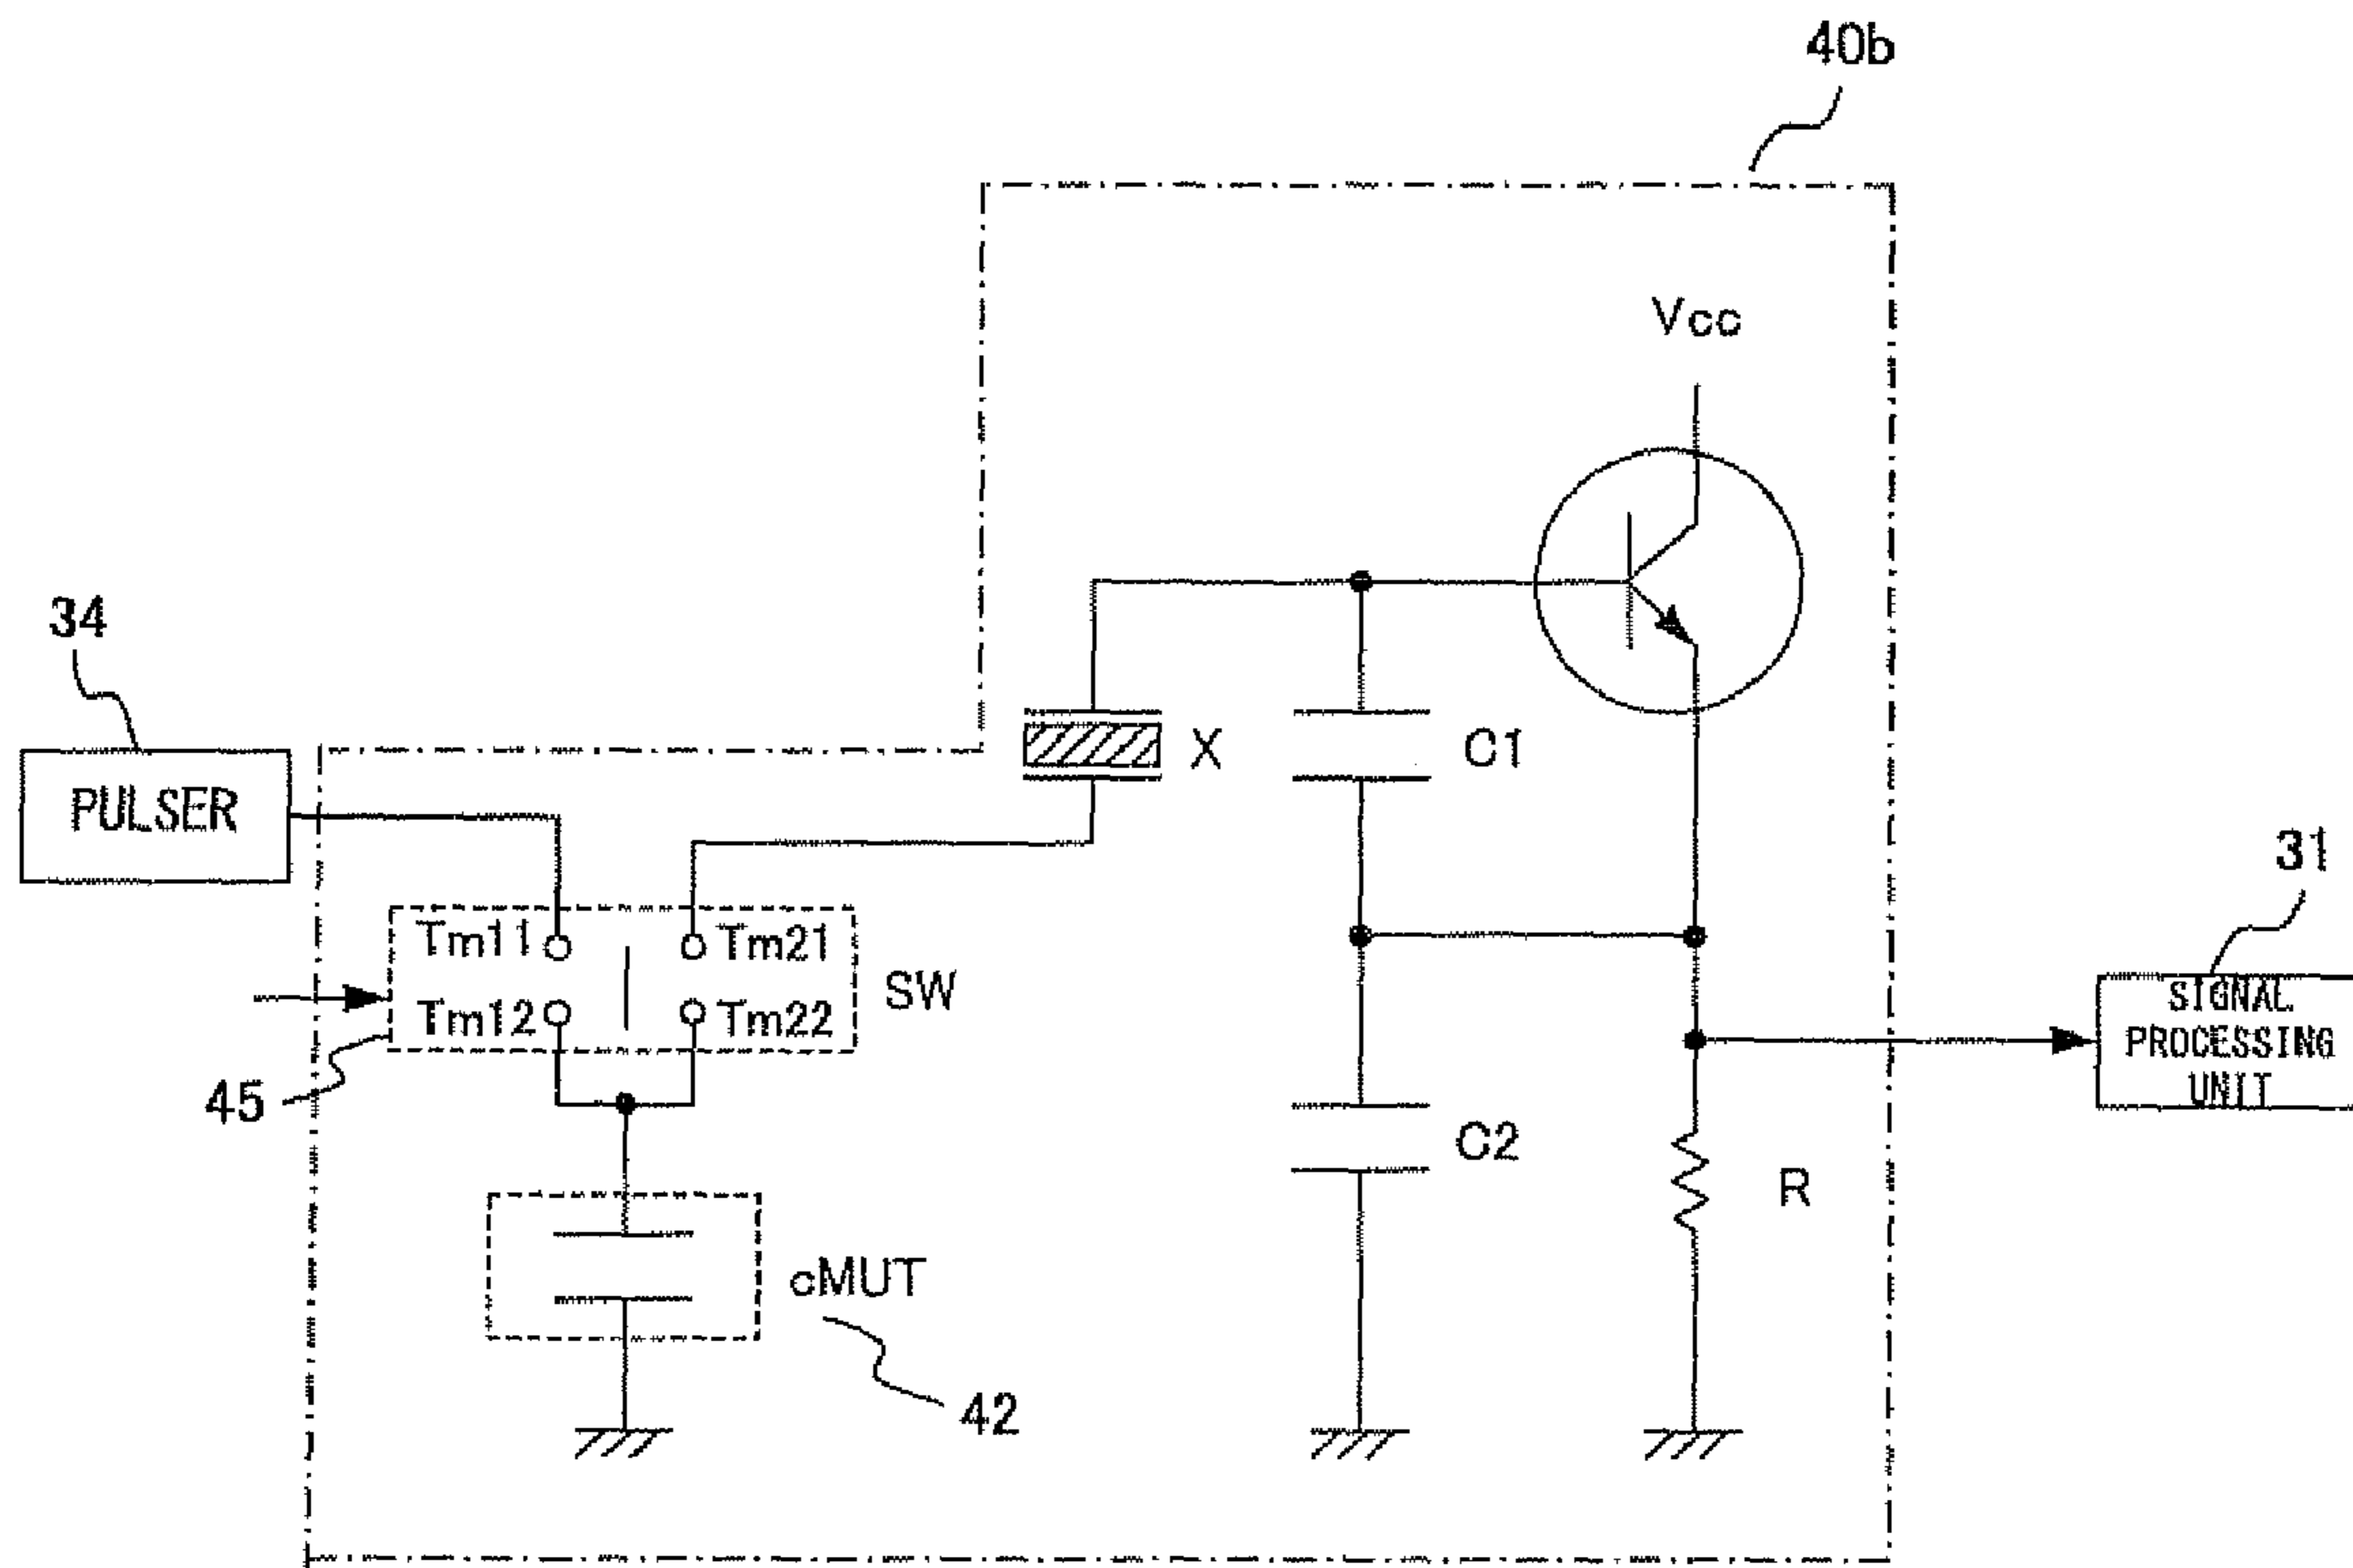 40b
Vcc
34
PULSER
X
C1
31
Tm11
Tm21
SW
Tm12
Tm22
SIGNAL
PROCESSING
UNIT
45
C2
R
cMUT
42